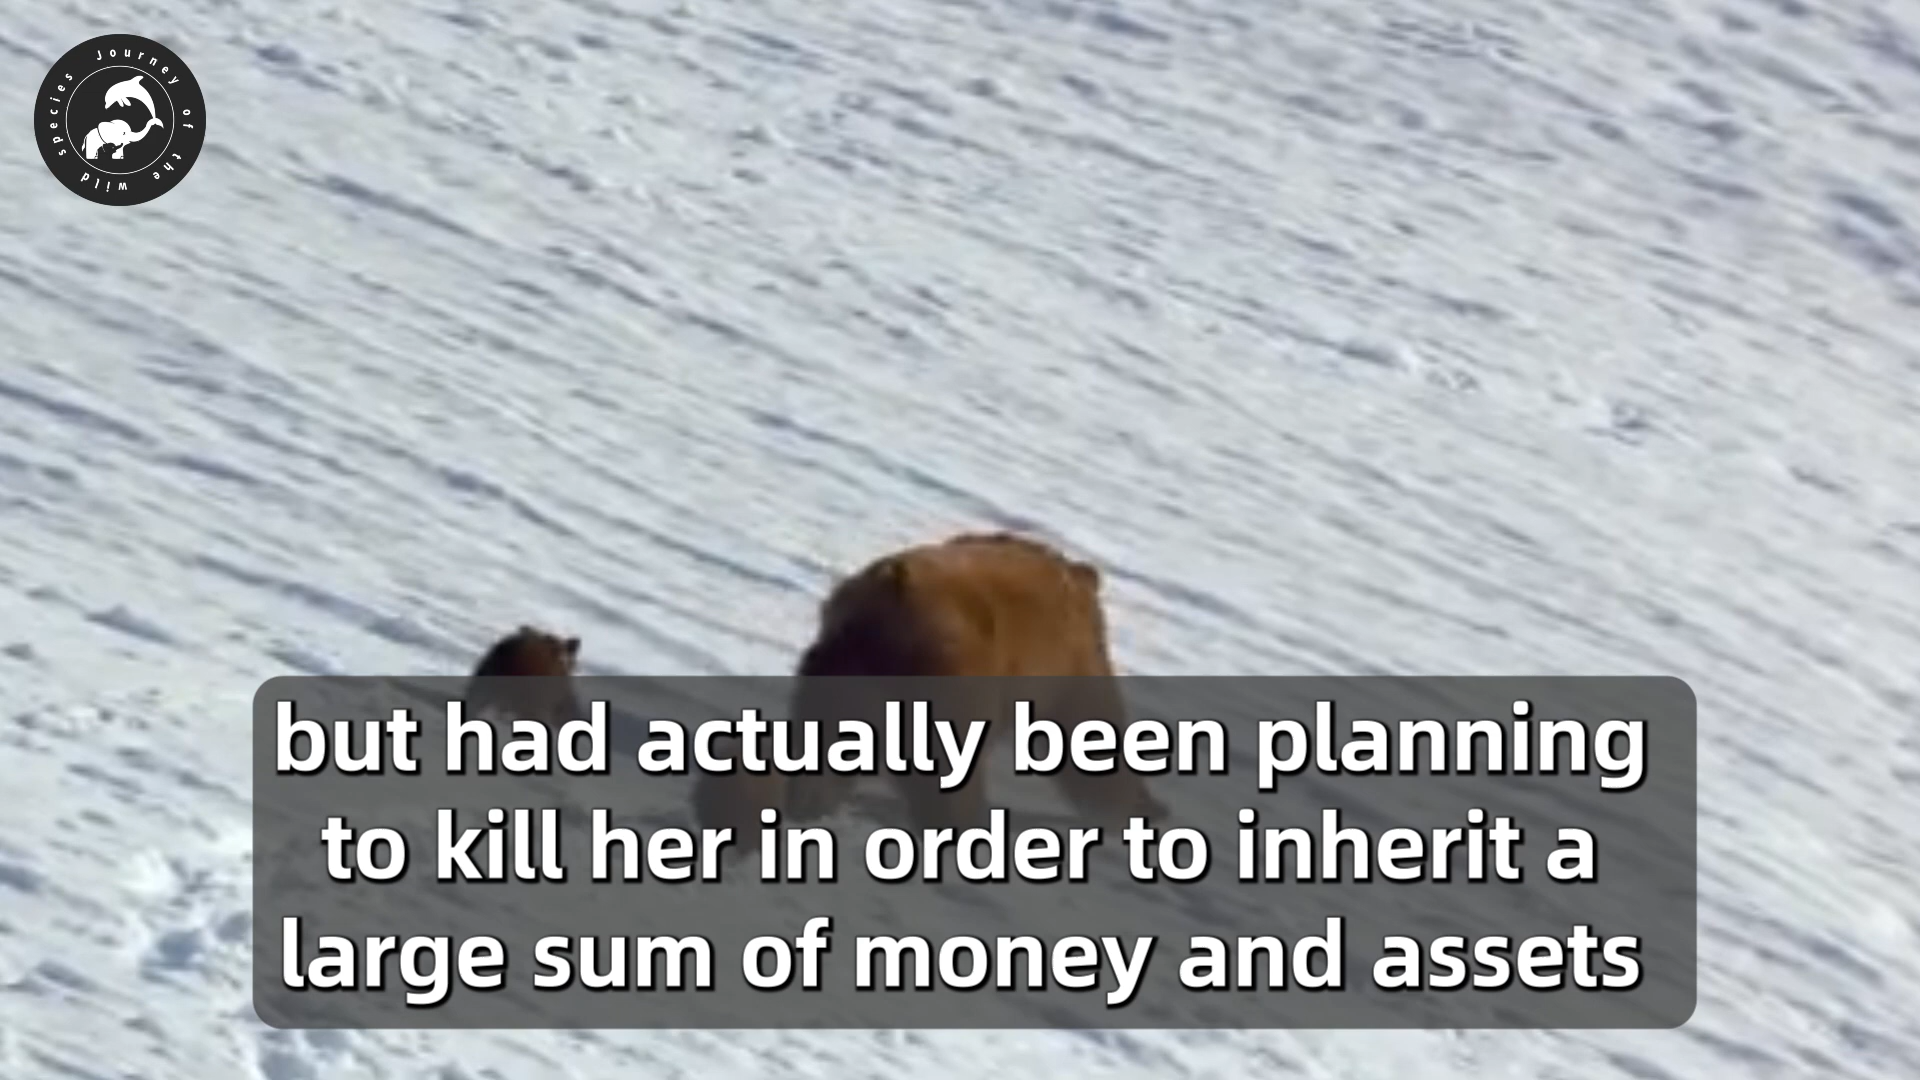 Journey of the wild species
but had actually been planning
to kill her in order to inherit a
large sum of money and assets